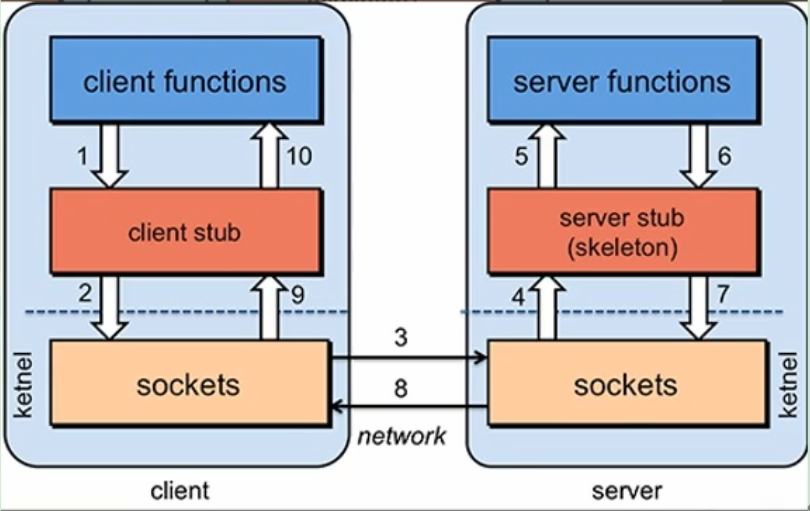 client functions
server functions
1
10
5
6
client stub
server stub
(skeleton)
2
9
4
7
3
ketnel
sockets
sockets
ketnel
8
network
client
server